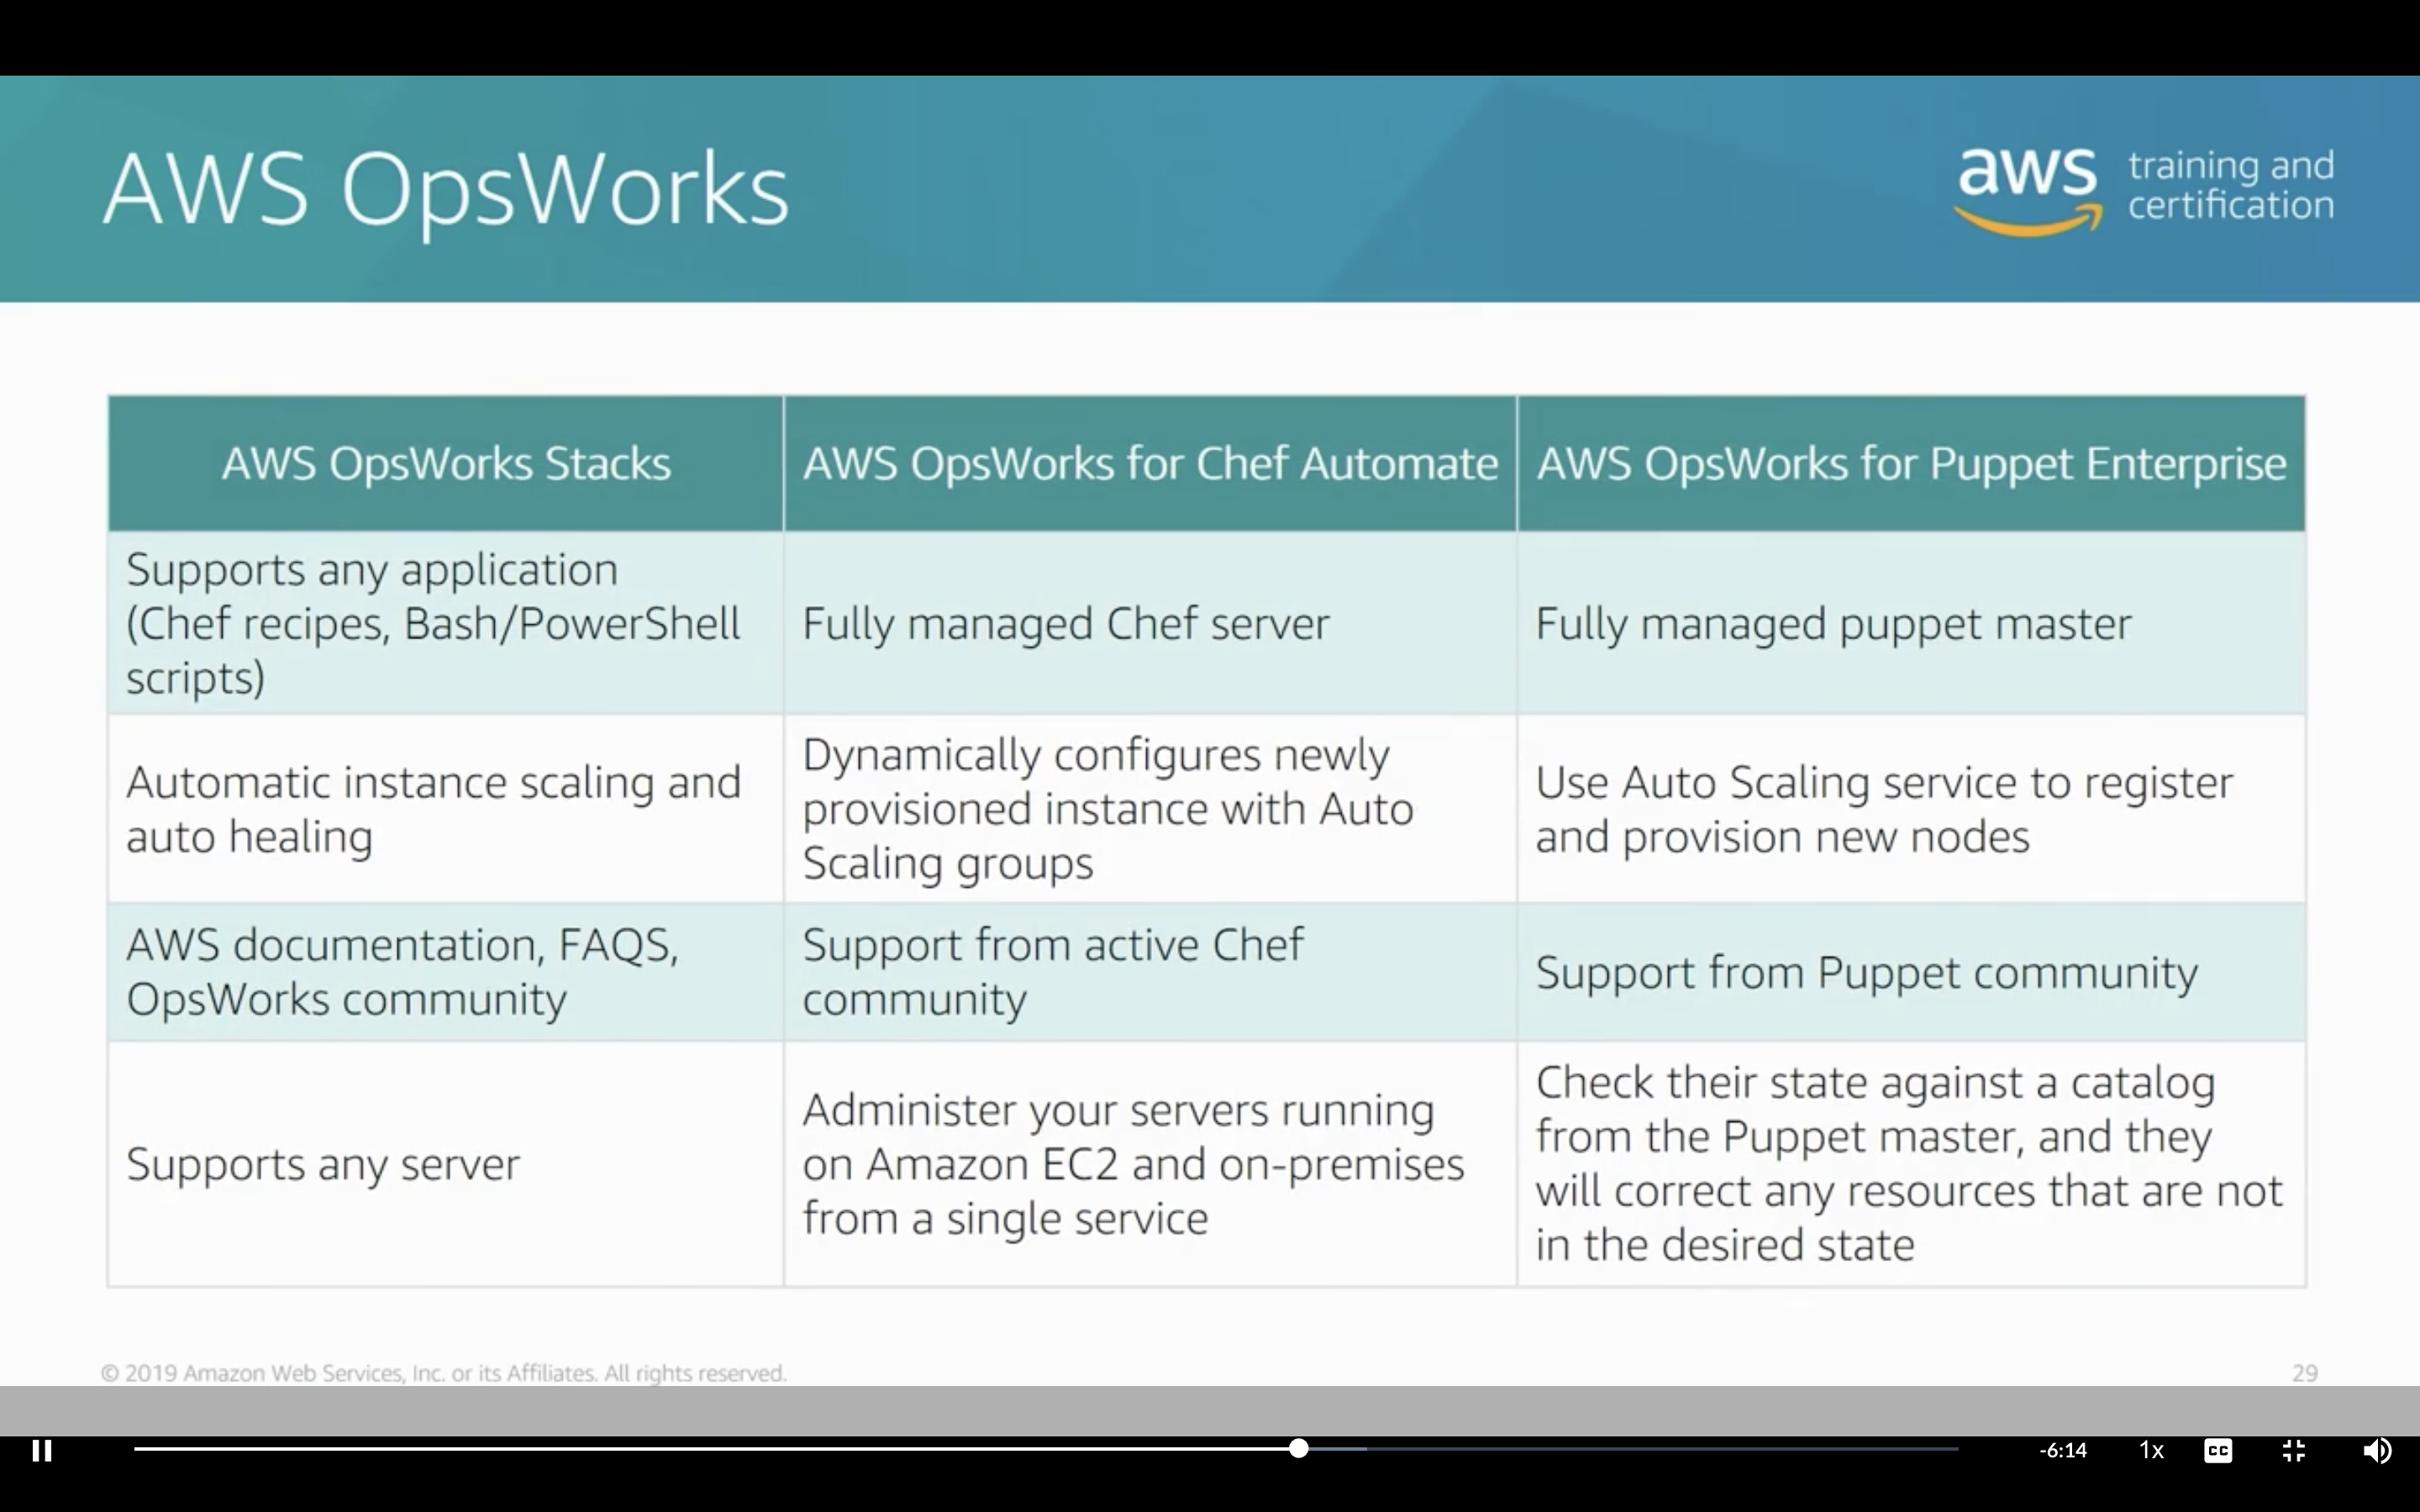 AWS OpsWorks
aws training and
certification
AWS OpsWorks Stacks
AWS OpsWorks for Chef Automate
AWS OpsWorks for Puppet Enterprise
Supports any application
(Chef recipes, Bash/PowerShell
scripts)
Fully managed Chef server
Fully managed puppet master
Automatic instance scaling and
auto healing
Dynamically configures newly
provisioned instance with Auto
Scaling groups
Use Auto Scaling service to register
and provision new nodes
AWS documentation, FAQS,
OpsWorks community
Support from active Chef
community
Support from Puppet community
Supports any server
Administer your servers running
on Amazon EC2 and on-premises
from a single service
Check their state against a catalog
from the Puppet master, and they
will correct any resources that are not
in the desired state
© 2019 Amazon Web Services, Inc. or its Affiliates. All rights reserved.
29
-6:14
1x
CC